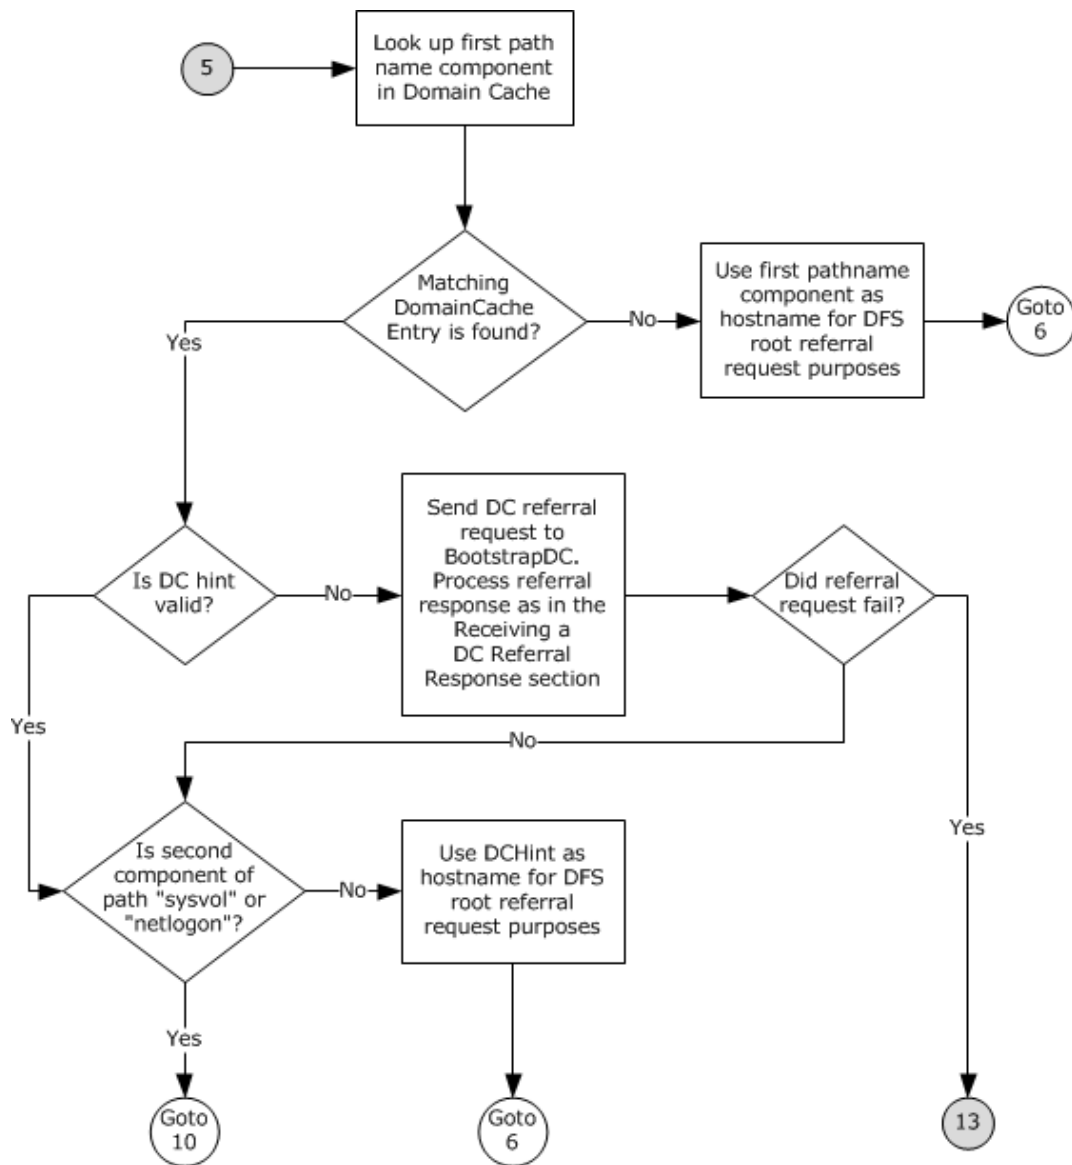 5
Look up first path
name component
in Domain Cache
Matching
DomainCache
Entry is found?
Yes
No
Use first pathname
component as
hostname for DFS
root referral
request purposes
Goto
6
Is DC hint
valid?
No
Send DC referral
request to
BootstrapDC.
Process referral
response as in the
Receiving a
DC Referral
Response section
Did referral
request fail?
Yes
No
Yes
Is second
component of
path "sysvol" or
"netlogon"?
No
Use DCHint as
hostname for DFS
root referral
request purposes
Yes
Goto
10
Goto
6
13